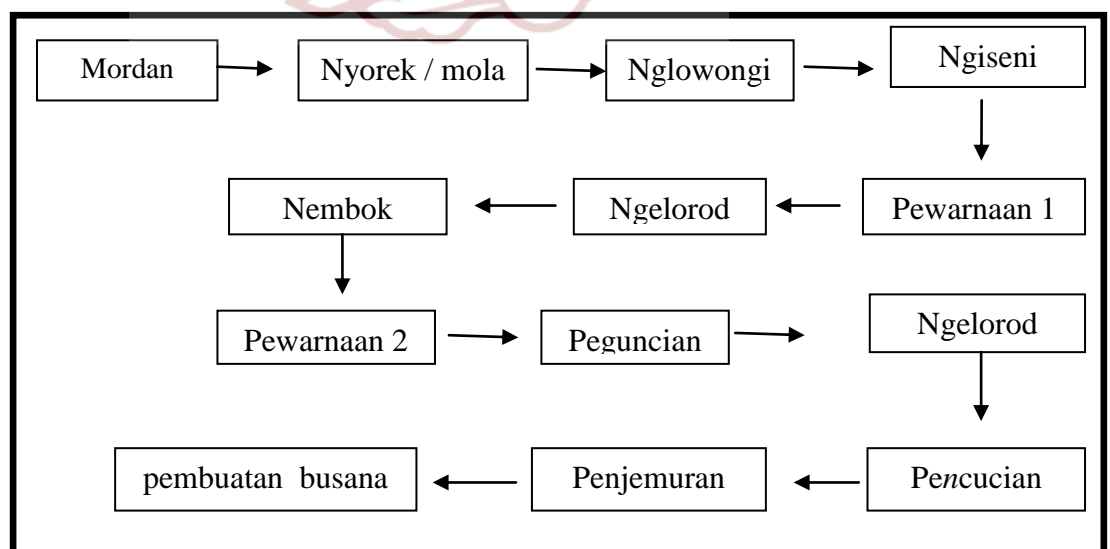 Mordan
Nyorek / mola
Nglowongi
Ngiseni
Pewarnaan 1
Ngelorod
Nembok
Pewarnaan 2
Peguncian
Ngelorod
Pencucian
Penjemuran
pembuatan busana